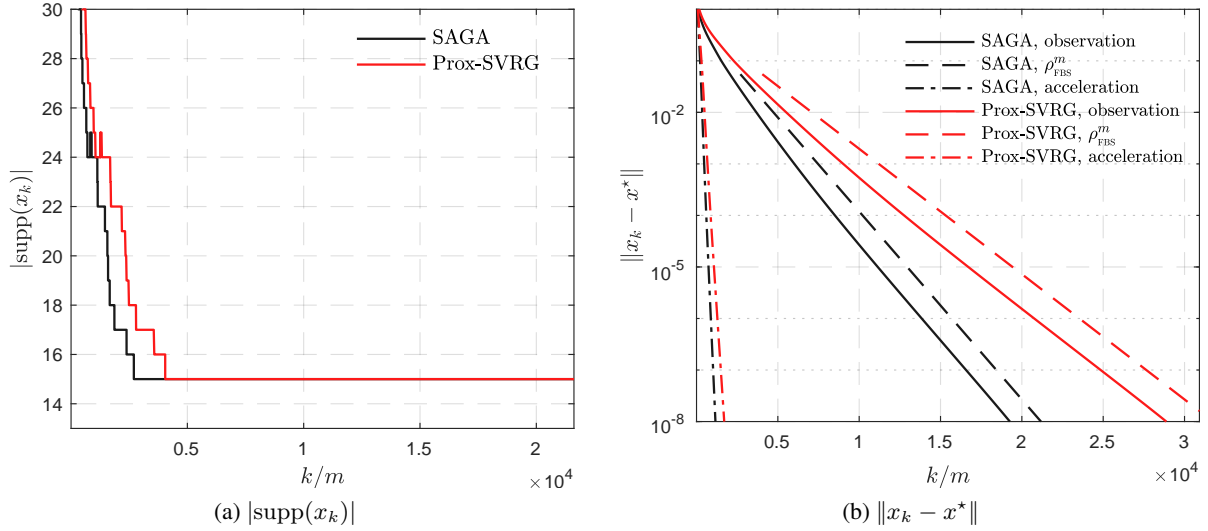 30
28
26
24
22
20
18
16
14
|supp(x_k)|
SAGA
Prox-SVRG
0.5
1
1.5
2
k/m
×10^4
(a) |supp(x_k)|
10^-2
10^-5
10^-8
‖x_k − x^⋆‖
SAGA, observation
SAGA, ρ^m_FBS
SAGA, acceleration
Prox-SVRG, observation
Prox-SVRG, ρ^m_FBS
Prox-SVRG, acceleration
0.5
1
1.5
2
2.5
3
k/m
×10^4
(b) ‖x_k − x^⋆‖